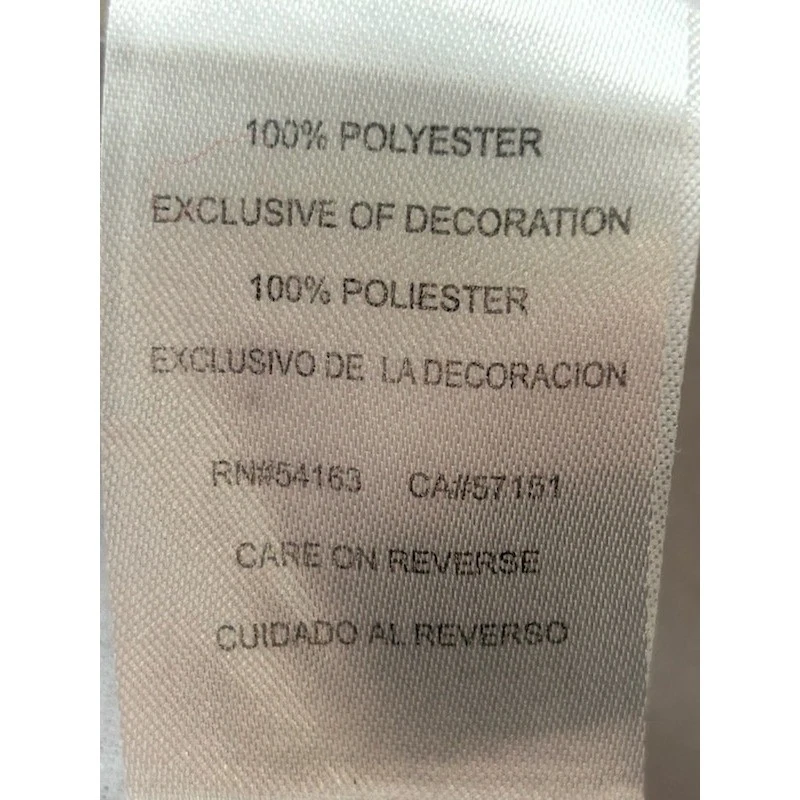 100% POLYESTER
EXCLUSIVE OF DECORATION
100% POLIESTER
EXCLUSIVO DE LA DECORACION
RN#54163 CA#57151
CARE ON REVERSE
CUIDADO AL REVERSO